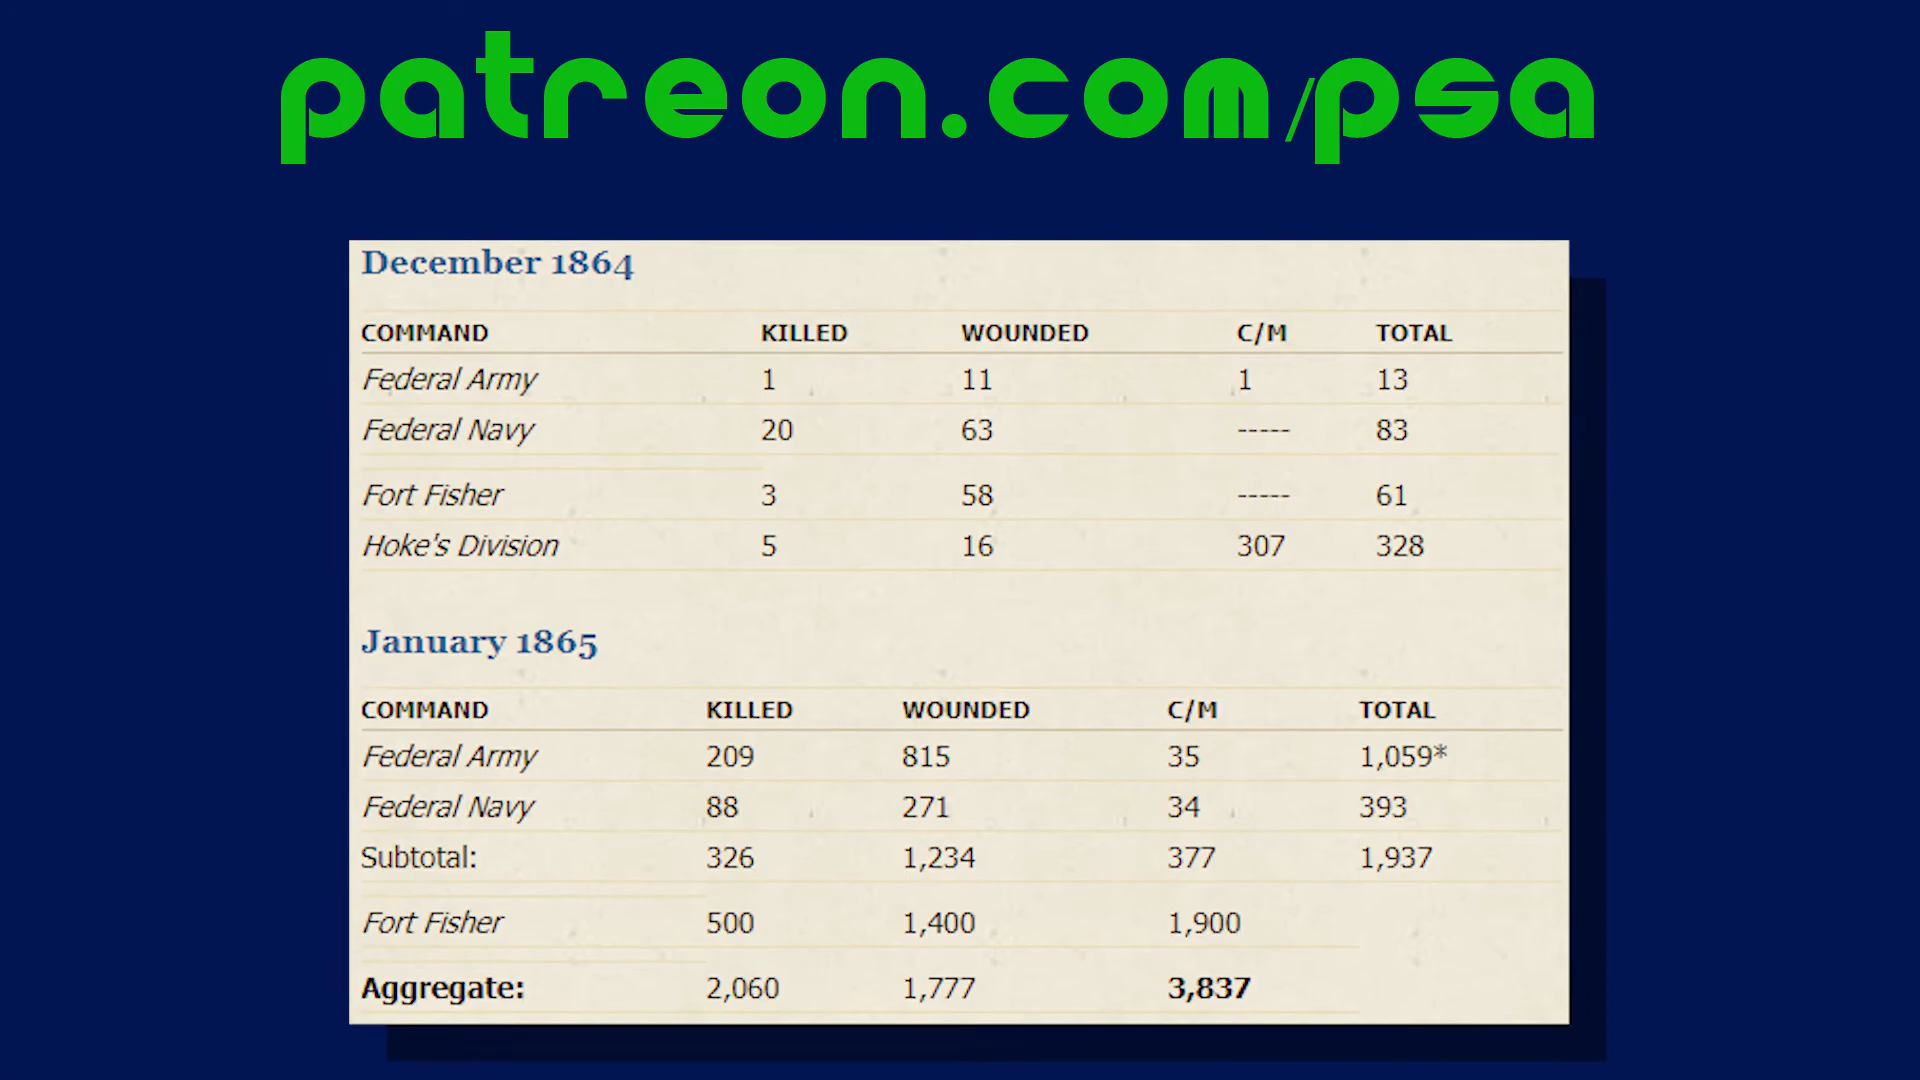 patreon.com/psa
December 1864
COMMAND KILLED WOUNDED C/M TOTAL
Federal Army 1 11 1 13
Federal Navy 20 63 ----- 83
Fort Fisher 3 58 ----- 61
Hoke's Division 5 16 307 328
January 1865
COMMAND KILLED WOUNDED C/M TOTAL
Federal Army 209 815 35 1,059*
Federal Navy 88 271 34 393
Subtotal: 326 1,234 377 1,937
Fort Fisher 500 1,400 1,900
Aggregate: 2,060 1,777 3,837